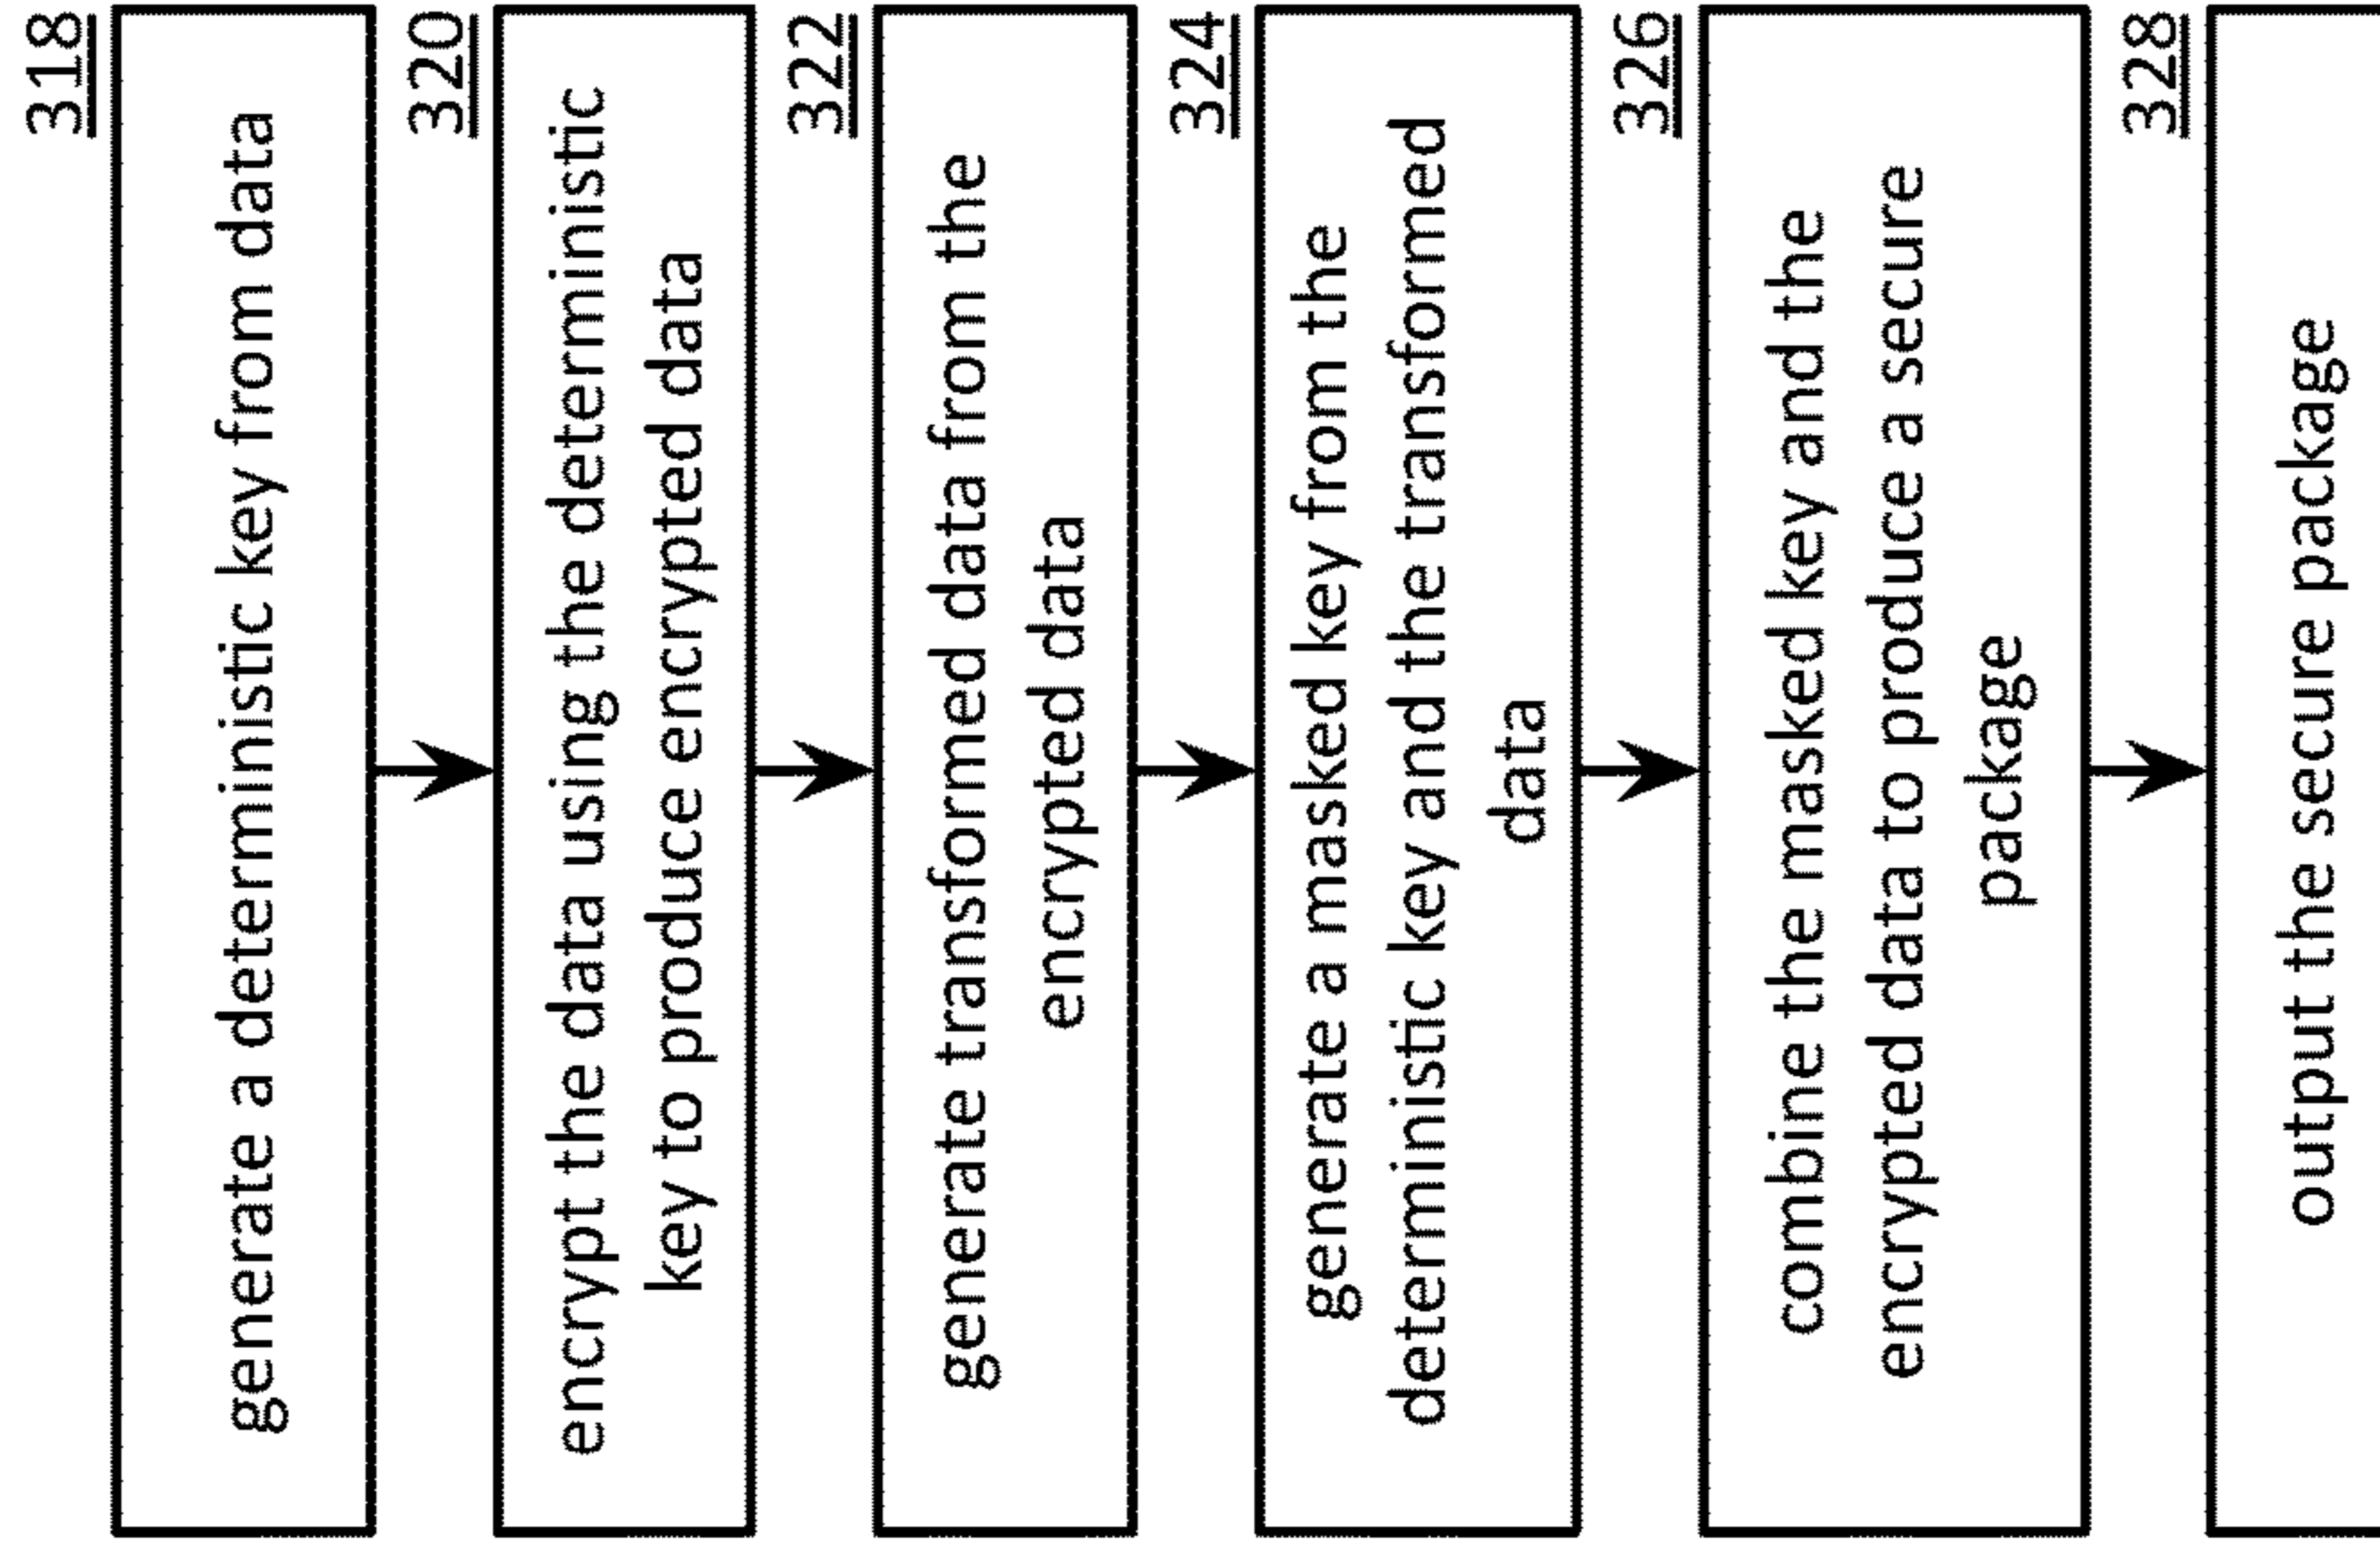 318
generate a deterministic key from data
320
encrypt the data using the deterministic
key to produce encrypted data
322
generate transformed data from the
encrypted data
324
generate a masked key from the
deterministic key and the transformed
data
326
combine the masked key and the
encrypted data to produce a secure
package
328
output the secure package